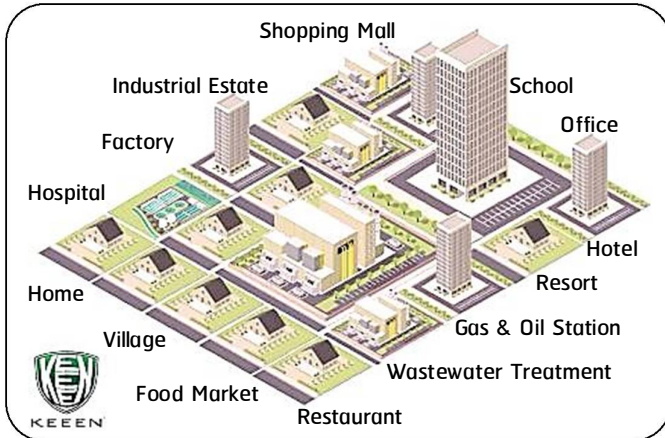 Shopping Mall
Industrial Estate
School
Factory
Office
Hospital
Hotel
Home
Resort
Gas & Oil Station
Village
Wastewater Treatment
Food Market
Restaurant
KEEEN